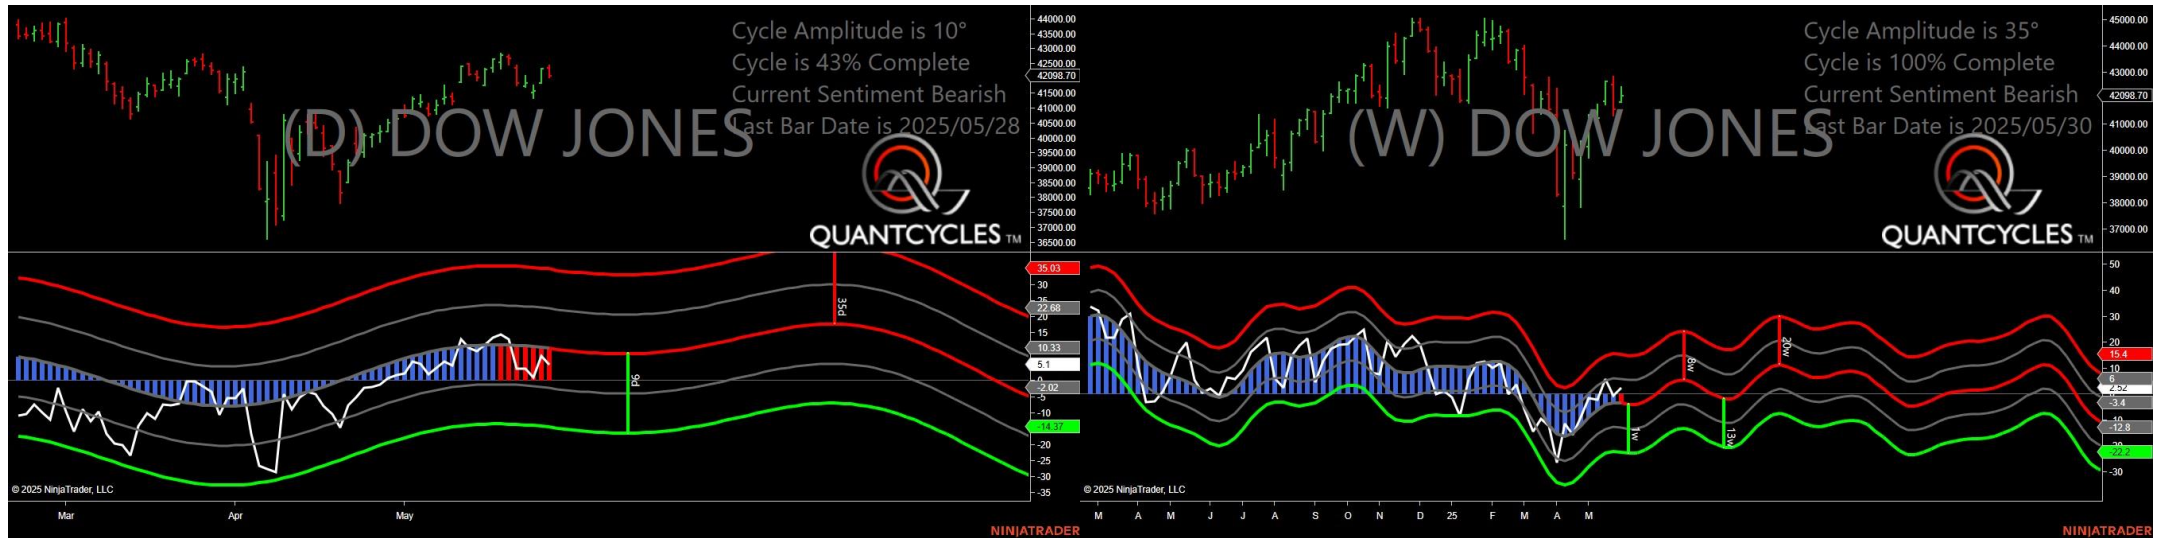 Cycle Amplitude is 10°
Cycle is 43% Complete
Current Sentiment Bearish
Last Bar Date is 2025/05/28
(D) DOW JONES
QUANTCYCLES TM
44000.00
43500.00
43000.00
42500.00
42098.70
41500.00
41000.00
40500.00
40000.00
39500.00
39000.00
38500.00
38000.00
37500.00
37000.00
36500.00
35.03
30
25
22.68
20
15
10.33
5.1
0
-2.02
-5
-10
-14.37
-20
-25
-30
-35
35d
9d
© 2025 NinjaTrader, LLC
Mar
Apr
May
NINJATRADER
Cycle Amplitude is 35°
Cycle is 100% Complete
Current Sentiment Bearish
Last Bar Date is 2025/05/30
(W) DOW JONES
QUANTCYCLES TM
45000.00
44000.00
43000.00
42098.70
41000.00
40000.00
39000.00
38000.00
37000.00
50
40
30
20
15.4
10
6
2.52
-3.4
-12.8
-22.2
-30
8w
20w
1w
13w
© 2025 NinjaTrader, LLC
M A M J J A S O N D 25 F M A M
NINJATRADER